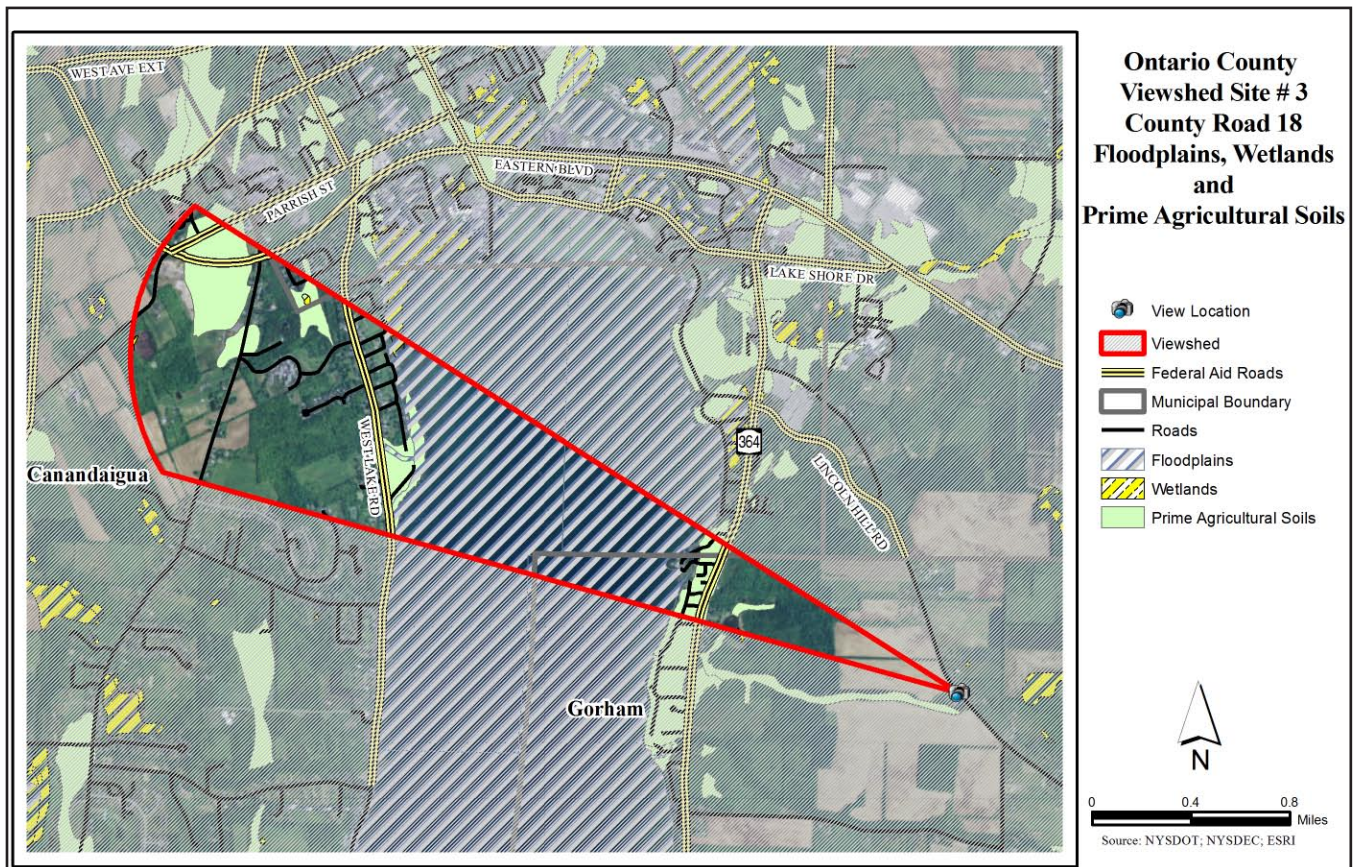 Ontario County
Viewshed Site # 3
County Road 18
Floodplains, Wetlands
and
Prime Agricultural Soils
WEST AVE EXT
PARRISH ST
EASTERN BLVD
LAKE SHORE DR
364
LINCOLN HILL RD
WEST LAKE RD
Canandaigua
Gorham
View Location
Viewshed
Federal Aid Roads
Municipal Boundary
Roads
Floodplains
Wetlands
Prime Agricultural Soils
N
0 0.4 0.8
Miles
Source: NYSDOT; NYSDEC; ESRI